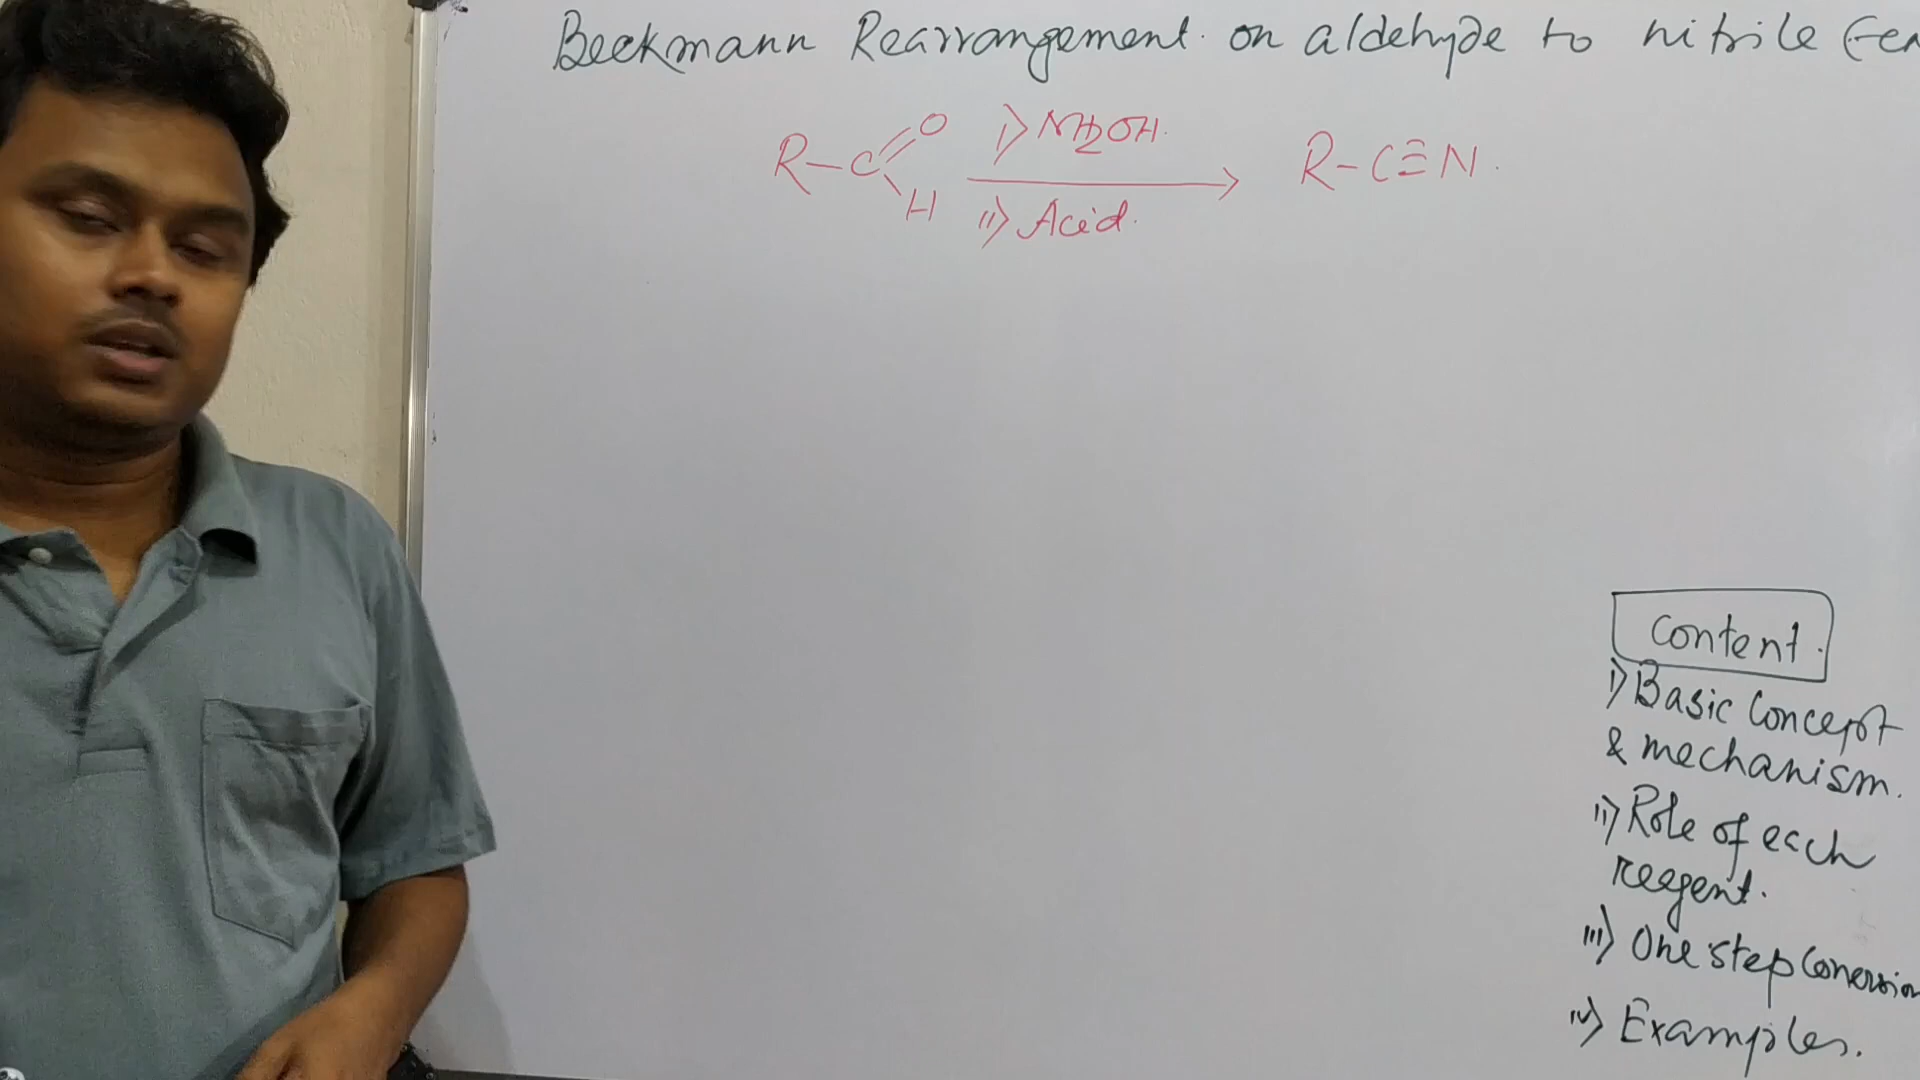 Beckmann Rearrangement on aldehyde to nitrile
R-C=O
H
i) NH2OH.
ii) Acid.
R-C≡N.
Content.
i) Basic Concept
& mechanism.
ii) Role of each
reagent.
iii) One step Conersion
iv) Examples.